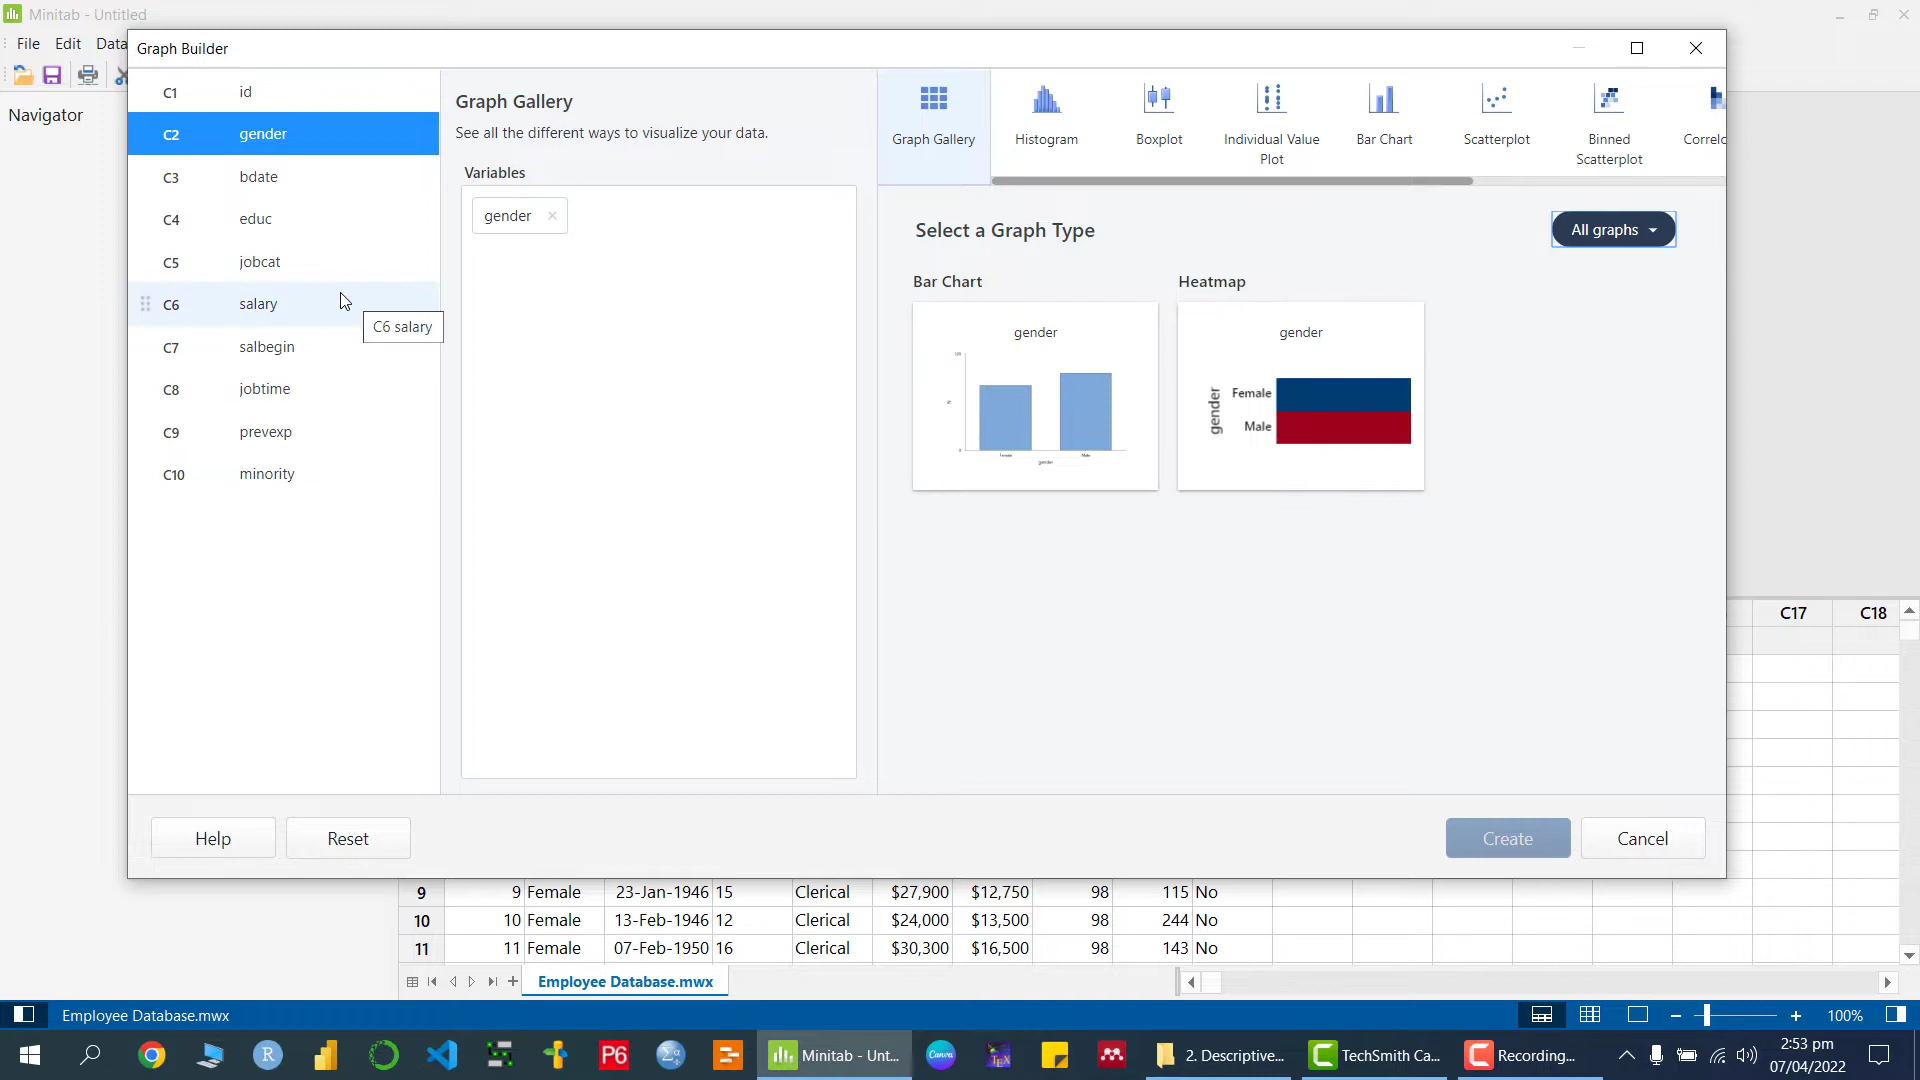 Minitab - Untitled
File Edit Data
Navigator
Graph Builder
C1 id
C2 gender
C3 bdate
C4 educ
C5 jobcat
C6 salary
C6 salary
C7 salbegin
C8 jobtime
C9 prevexp
C10 minority
Graph Gallery
See all the different ways to visualize your data.
Variables
gender ×
Graph Gallery
Histogram
Boxplot
Individual Value
Plot
Bar Chart
Scatterplot
Binned
Scatterplot
Correlo
Select a Graph Type
All graphs
Bar Chart
gender
Female Male
gender
Heatmap
gender
gender
Female
Male
Help
Reset
Create
Cancel
C17 C18
9 9 Female 23-Jan-1946 15 Clerical $27,900 $12,750 98 115 No
10 10 Female 13-Feb-1946 12 Clerical $24,000 $13,500 98 244 No
11 11 Female 07-Feb-1950 16 Clerical $30,300 $16,500 98 143 No
Employee Database.mwx
Employee Database.mwx
100%
R
P6
Minitab - Unt...
Canva
TEX
2. Descriptive...
TechSmith Ca...
Recording...
2:53 pm
07/04/2022